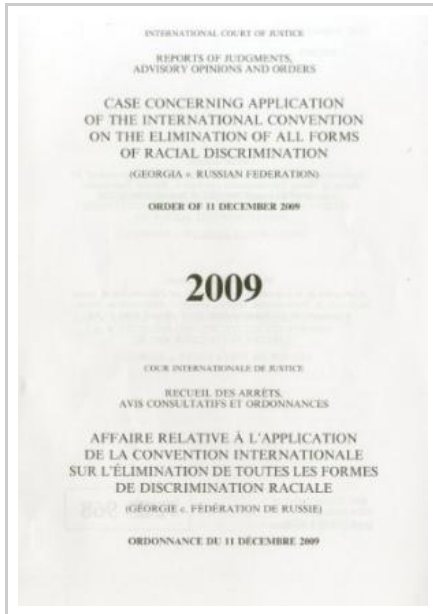 INTERNATIONAL COURT OF JUSTICE
REPORTS OF JUDGMENTS,
ADVISORY OPINIONS AND ORDERS
CASE CONCERNING APPLICATION
OF THE INTERNATIONAL CONVENTION
ON THE ELIMINATION OF ALL FORMS
OF RACIAL DISCRIMINATION
(GEORGIA v. RUSSIAN FEDERATION)
ORDER OF 11 DECEMBER 2009
2009
COUR INTERNATIONALE DE JUSTICE
RECUEIL DES ARRÊTS,
AVIS CONSULTATIFS ET ORDONNANCES
AFFAIRE RELATIVE À L'APPLICATION
DE LA CONVENTION INTERNATIONALE
SUR L'ÉLIMINATION DE TOUTES LES FORMES
DE DISCRIMINATION RACIALE
(GÉORGIE c. FÉDÉRATION DE RUSSIE)
ORDONNANCE DU 11 DÉCEMBRE 2009